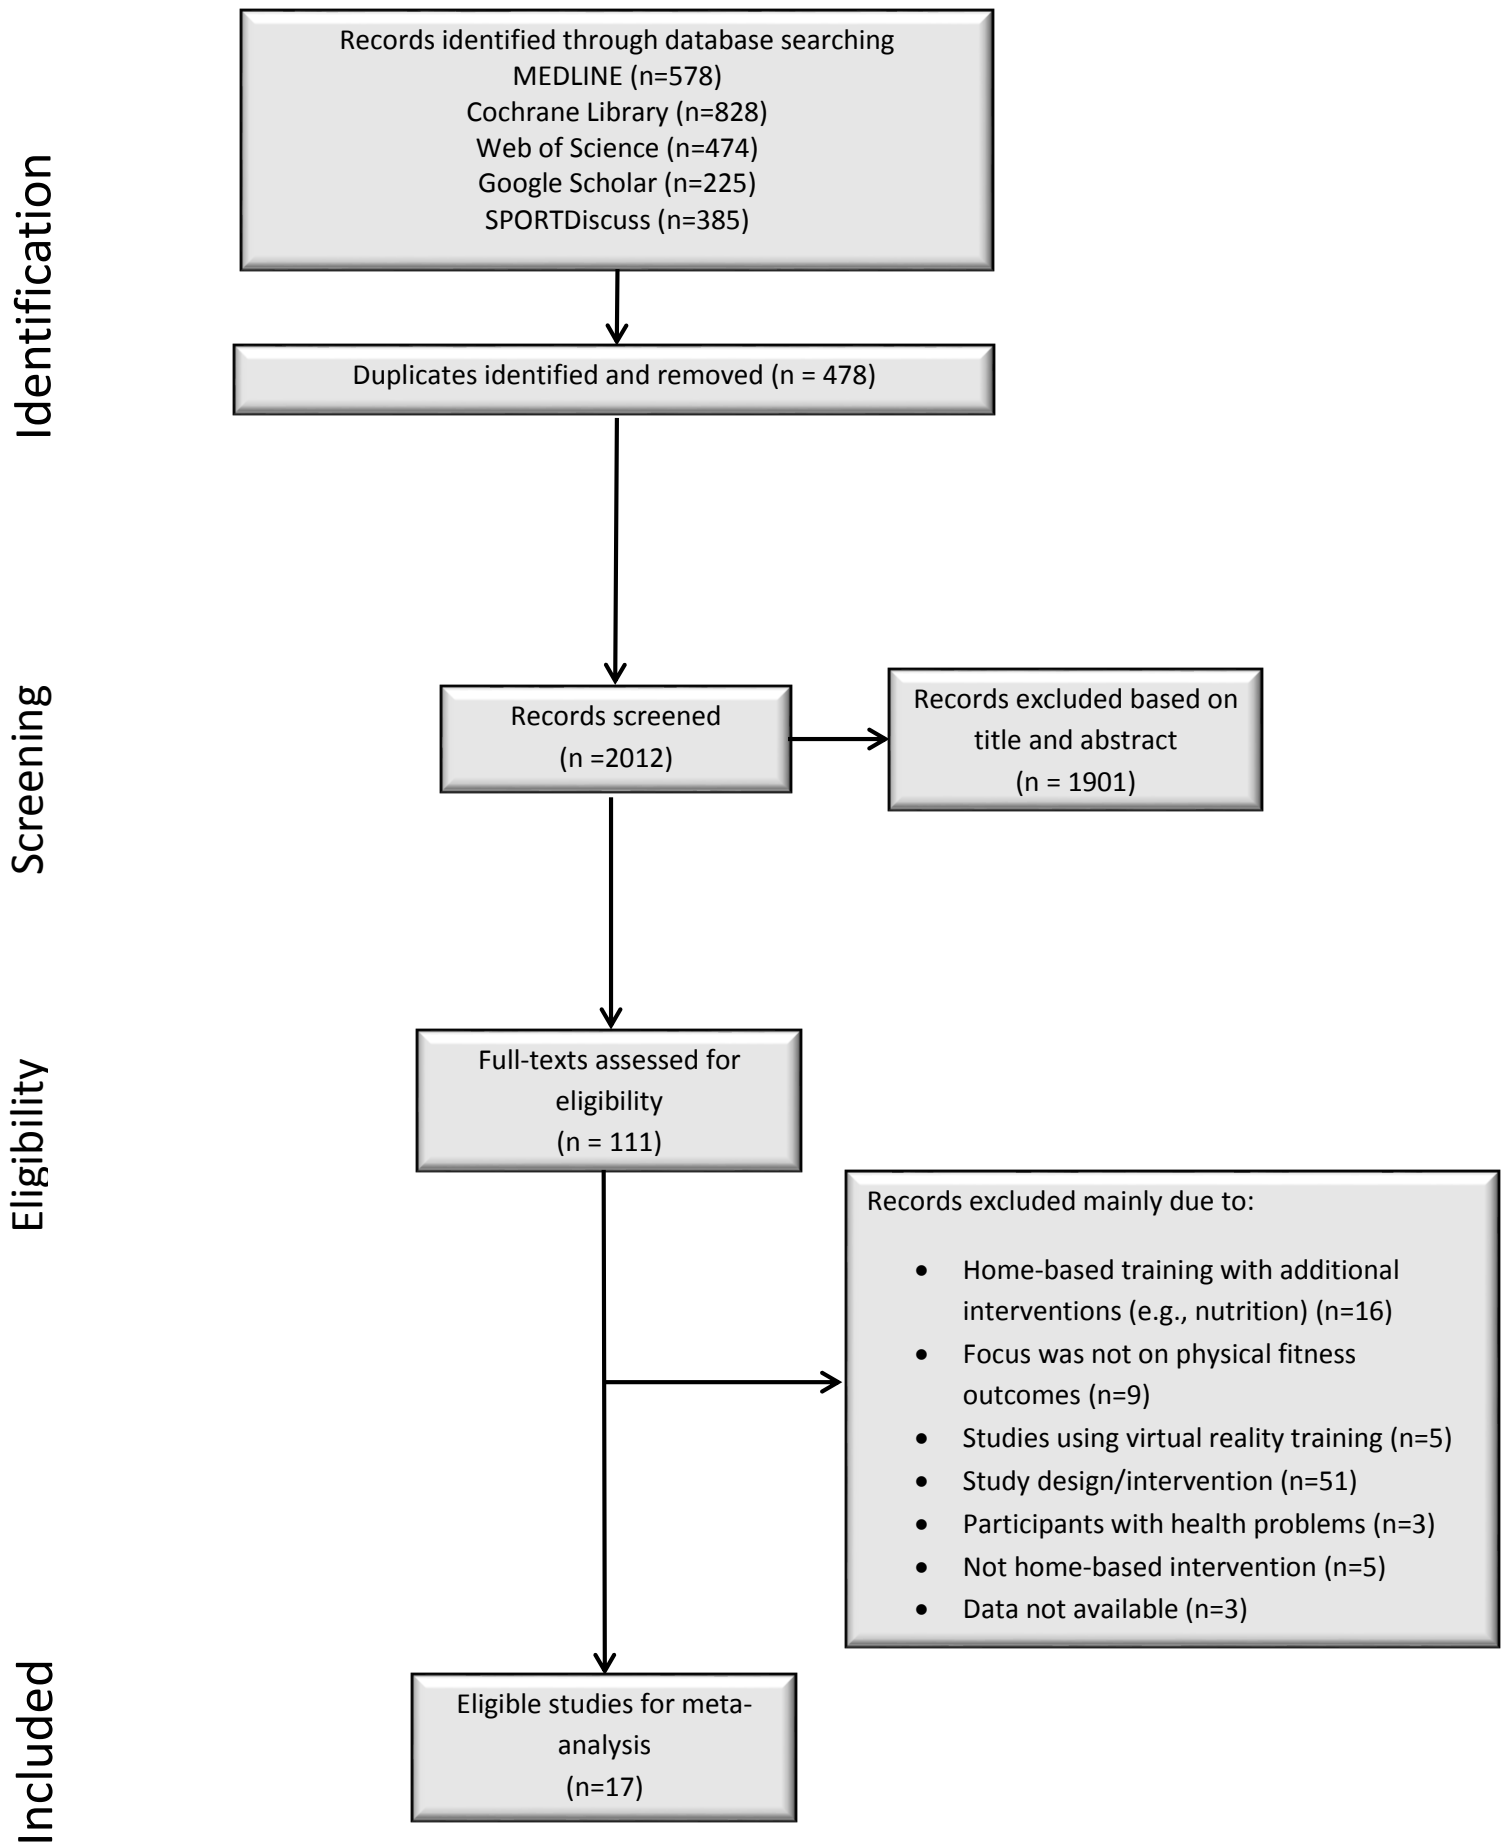 Identification
Records identified through database searching
MEDLINE (n=578)
Cochrane Library (n=828)
Web of Science (n=474)
Google Scholar (n=225)
SPORTDiscuss (n=385)
Duplicates identified and removed (n = 478)
Screening
Records screened
(n =2012)
Records excluded based on
title and abstract
(n = 1901)
Eligibility
Full-texts assessed for
eligibility
(n = 111)
Records excluded mainly due to:
• Home-based training with additional
interventions (e.g., nutrition) (n=16)
• Focus was not on physical fitness
outcomes (n=9)
• Studies using virtual reality training (n=5)
• Study design/intervention (n=51)
• Participants with health problems (n=3)
• Not home-based intervention (n=5)
• Data not available (n=3)
Included
Eligible studies for meta-
analysis
(n=17)